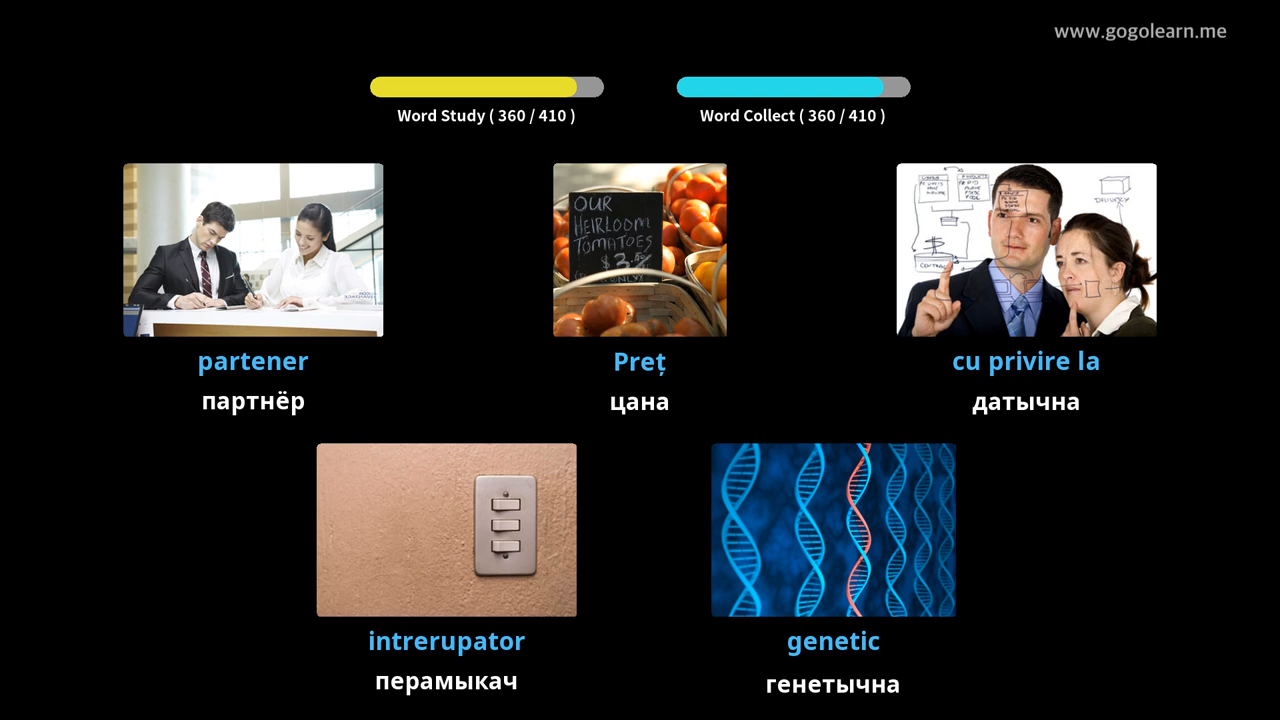 www.gogolearn.me
Word Study ( 360 / 410 )
Word Collect ( 360 / 410 )
OUR
HEIRLOOM
TOMATOES
partener
Preț
cu privire la
партнёр
цана
датычна
intrerupator
genetic
перамыкач
генетычна